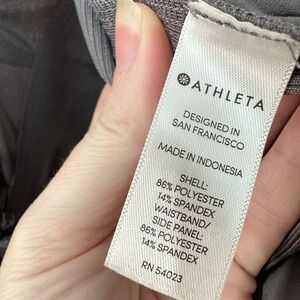 ATHLETA
DESIGNED IN
SAN FRANCISCO
MADE IN INDONESIA
SHELL:
86% POLYESTER
14% SPANDEX
WAISTBAND/
SIDE PANEL:
86% POLYESTER
14% SPANDEX
RN 54023